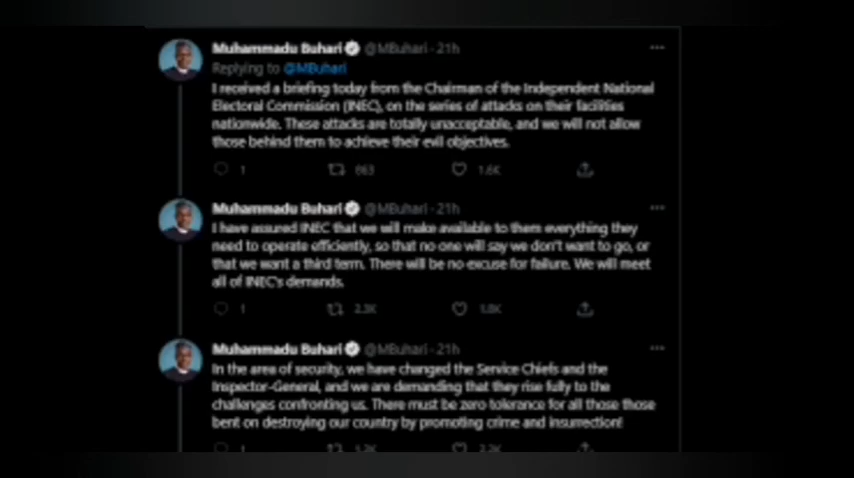 Muhammadu Buhari @MBuhari · 21h
Replying to @MBuhari
I received a briefing today from the Chairman of the Independent National
Electoral Commission (INEC), on the series of attacks on their facilities
nationwide. These attacks are totally unacceptable, and we will not allow
those behind them to achieve their evil objectives.
1 663 1.6K
Muhammadu Buhari @MBuhari · 21h
I have assured INEC that we will make available to them everything they
need to operate efficiently, so that no one will say we don't want to go, or
that we want a third term. There will be no excuse for failure. We will meet
all of INEC's demands.
1 2.3K 1.8K
Muhammadu Buhari @MBuhari · 21h
In the area of security, we have changed the Service Chiefs and the
Inspector-General, and we are demanding that they rise fully to the
challenges confronting us. There must be zero tolerance for all those those
bent on destroying our country by promoting crime and insurrection!
1